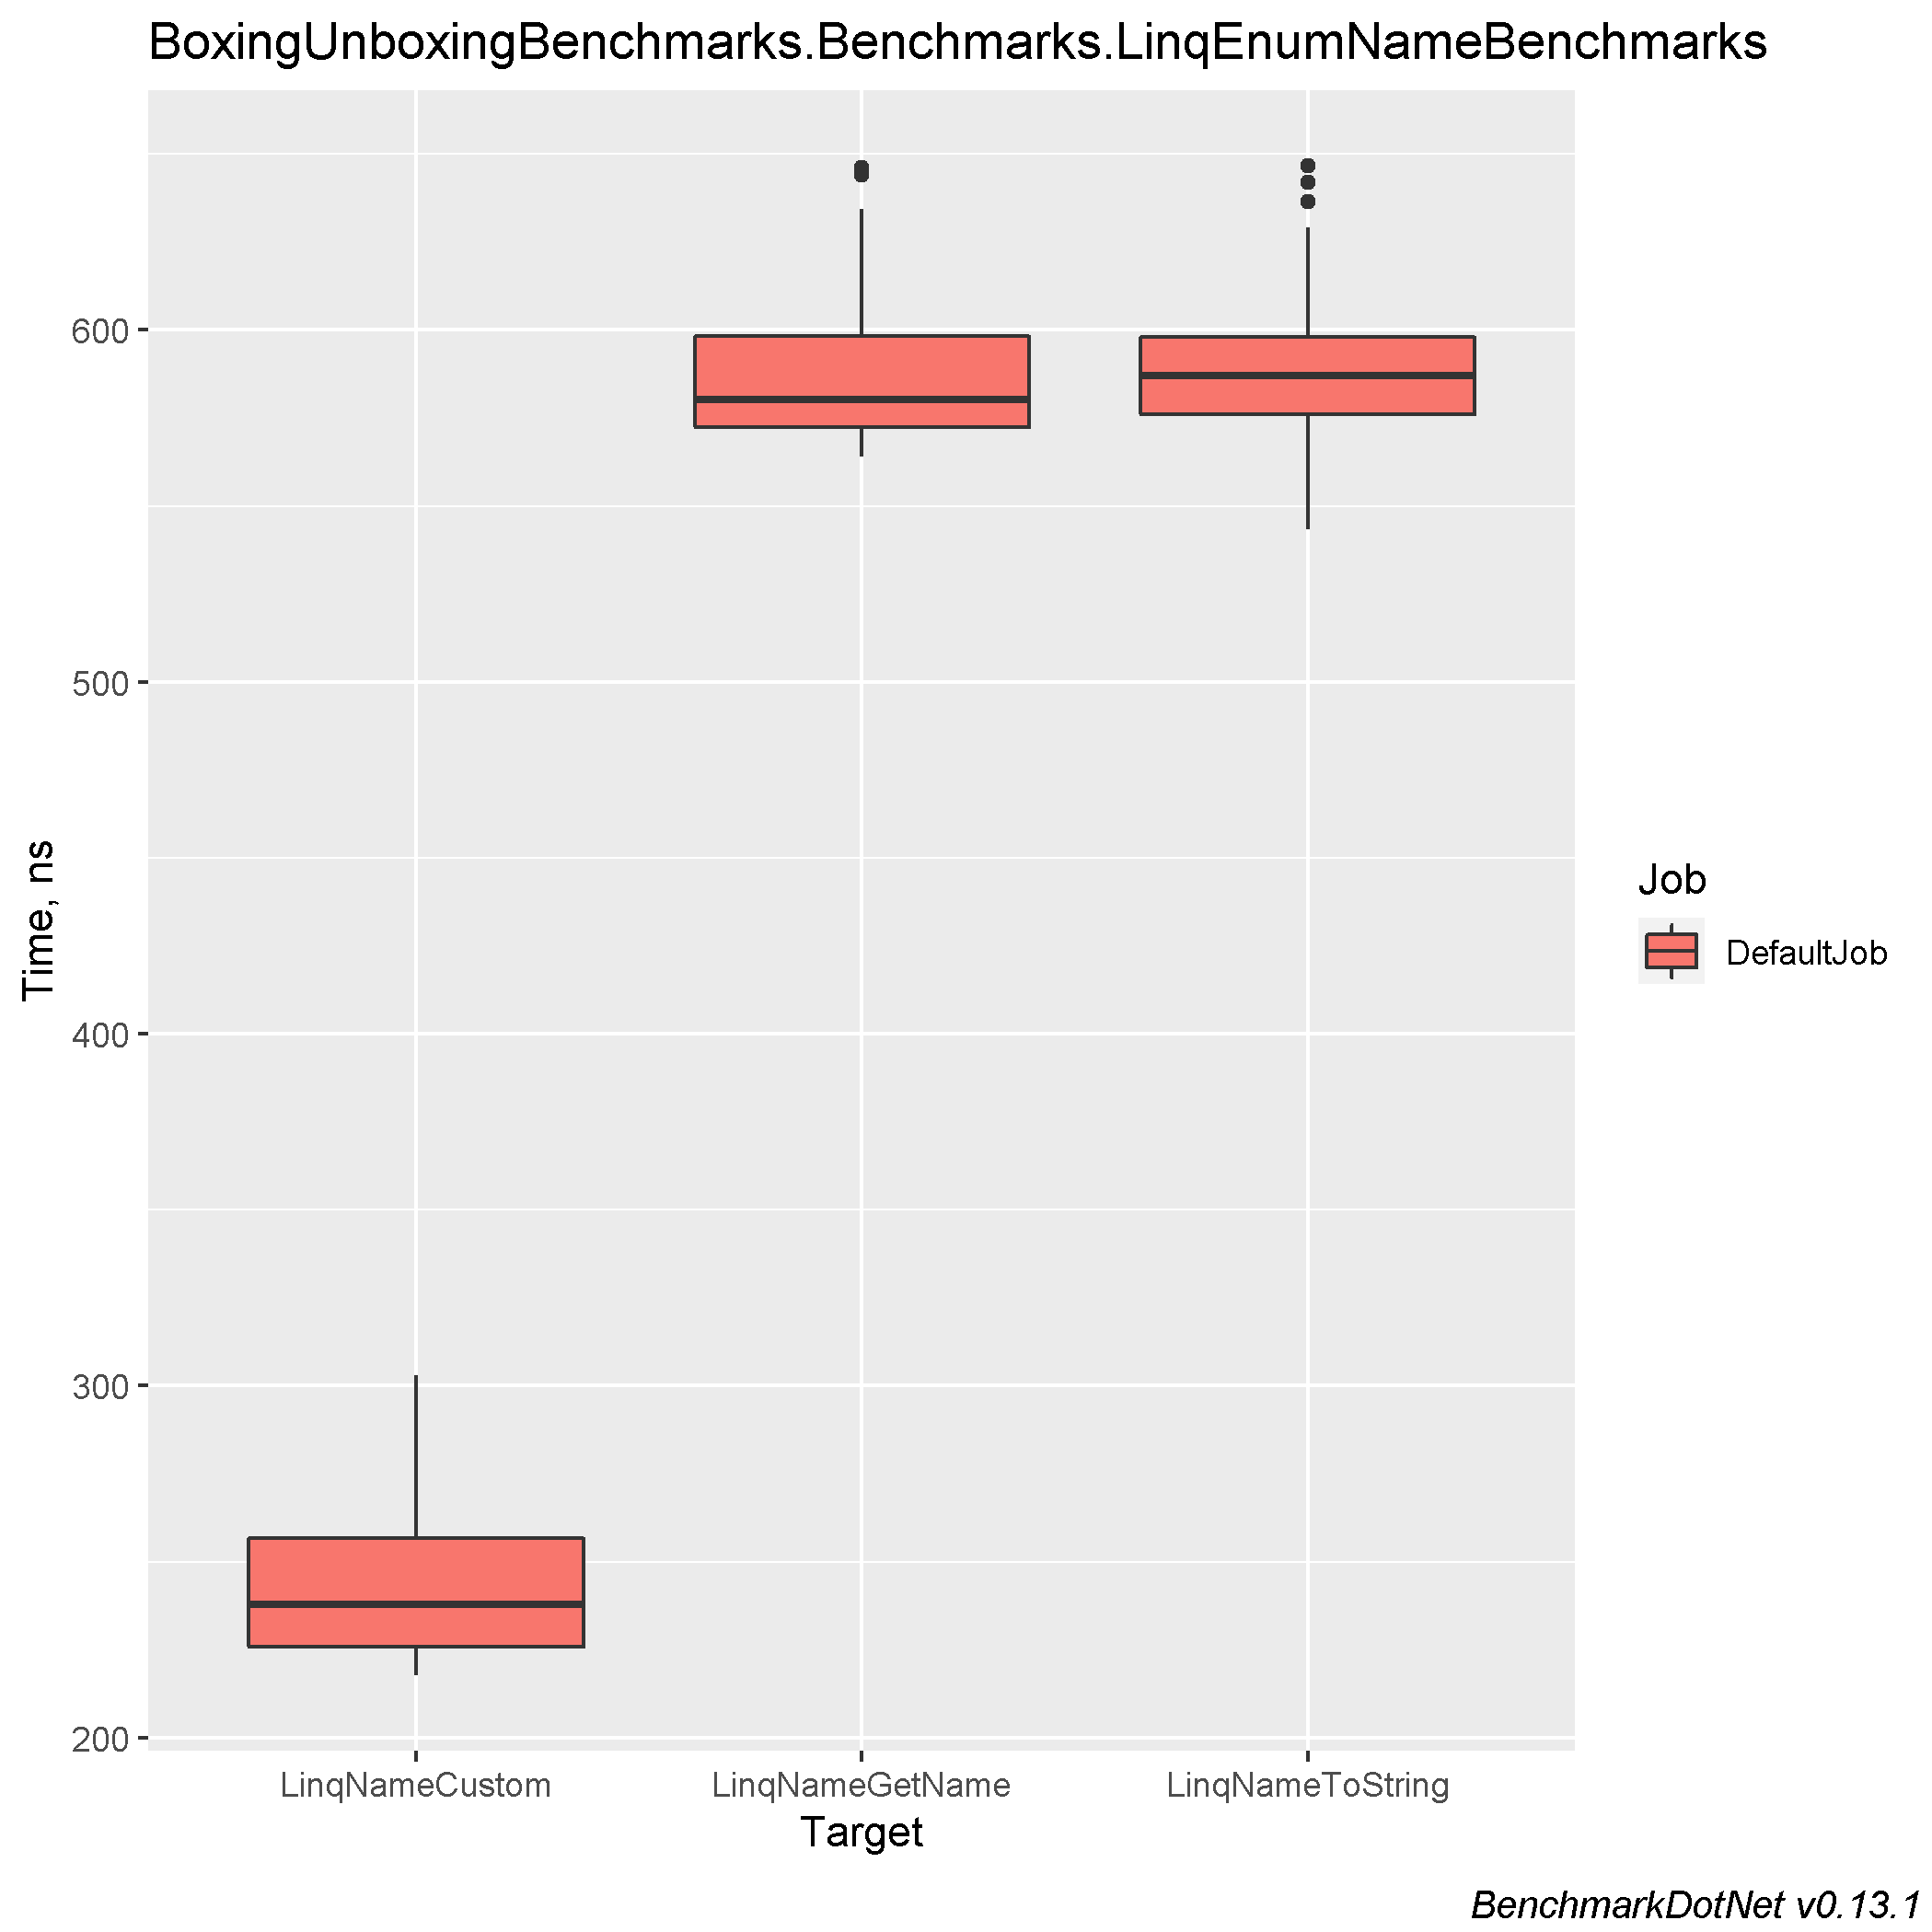 BoxingUnboxingBenchmarks.Benchmarks.LinqEnumNameBenchmarks
600
500
400
300
200
Time, ns
LinqNameCustom LinqNameGetName LinqNameToString
Target
Job
DefaultJob
BenchmarkDotNet v0.13.1